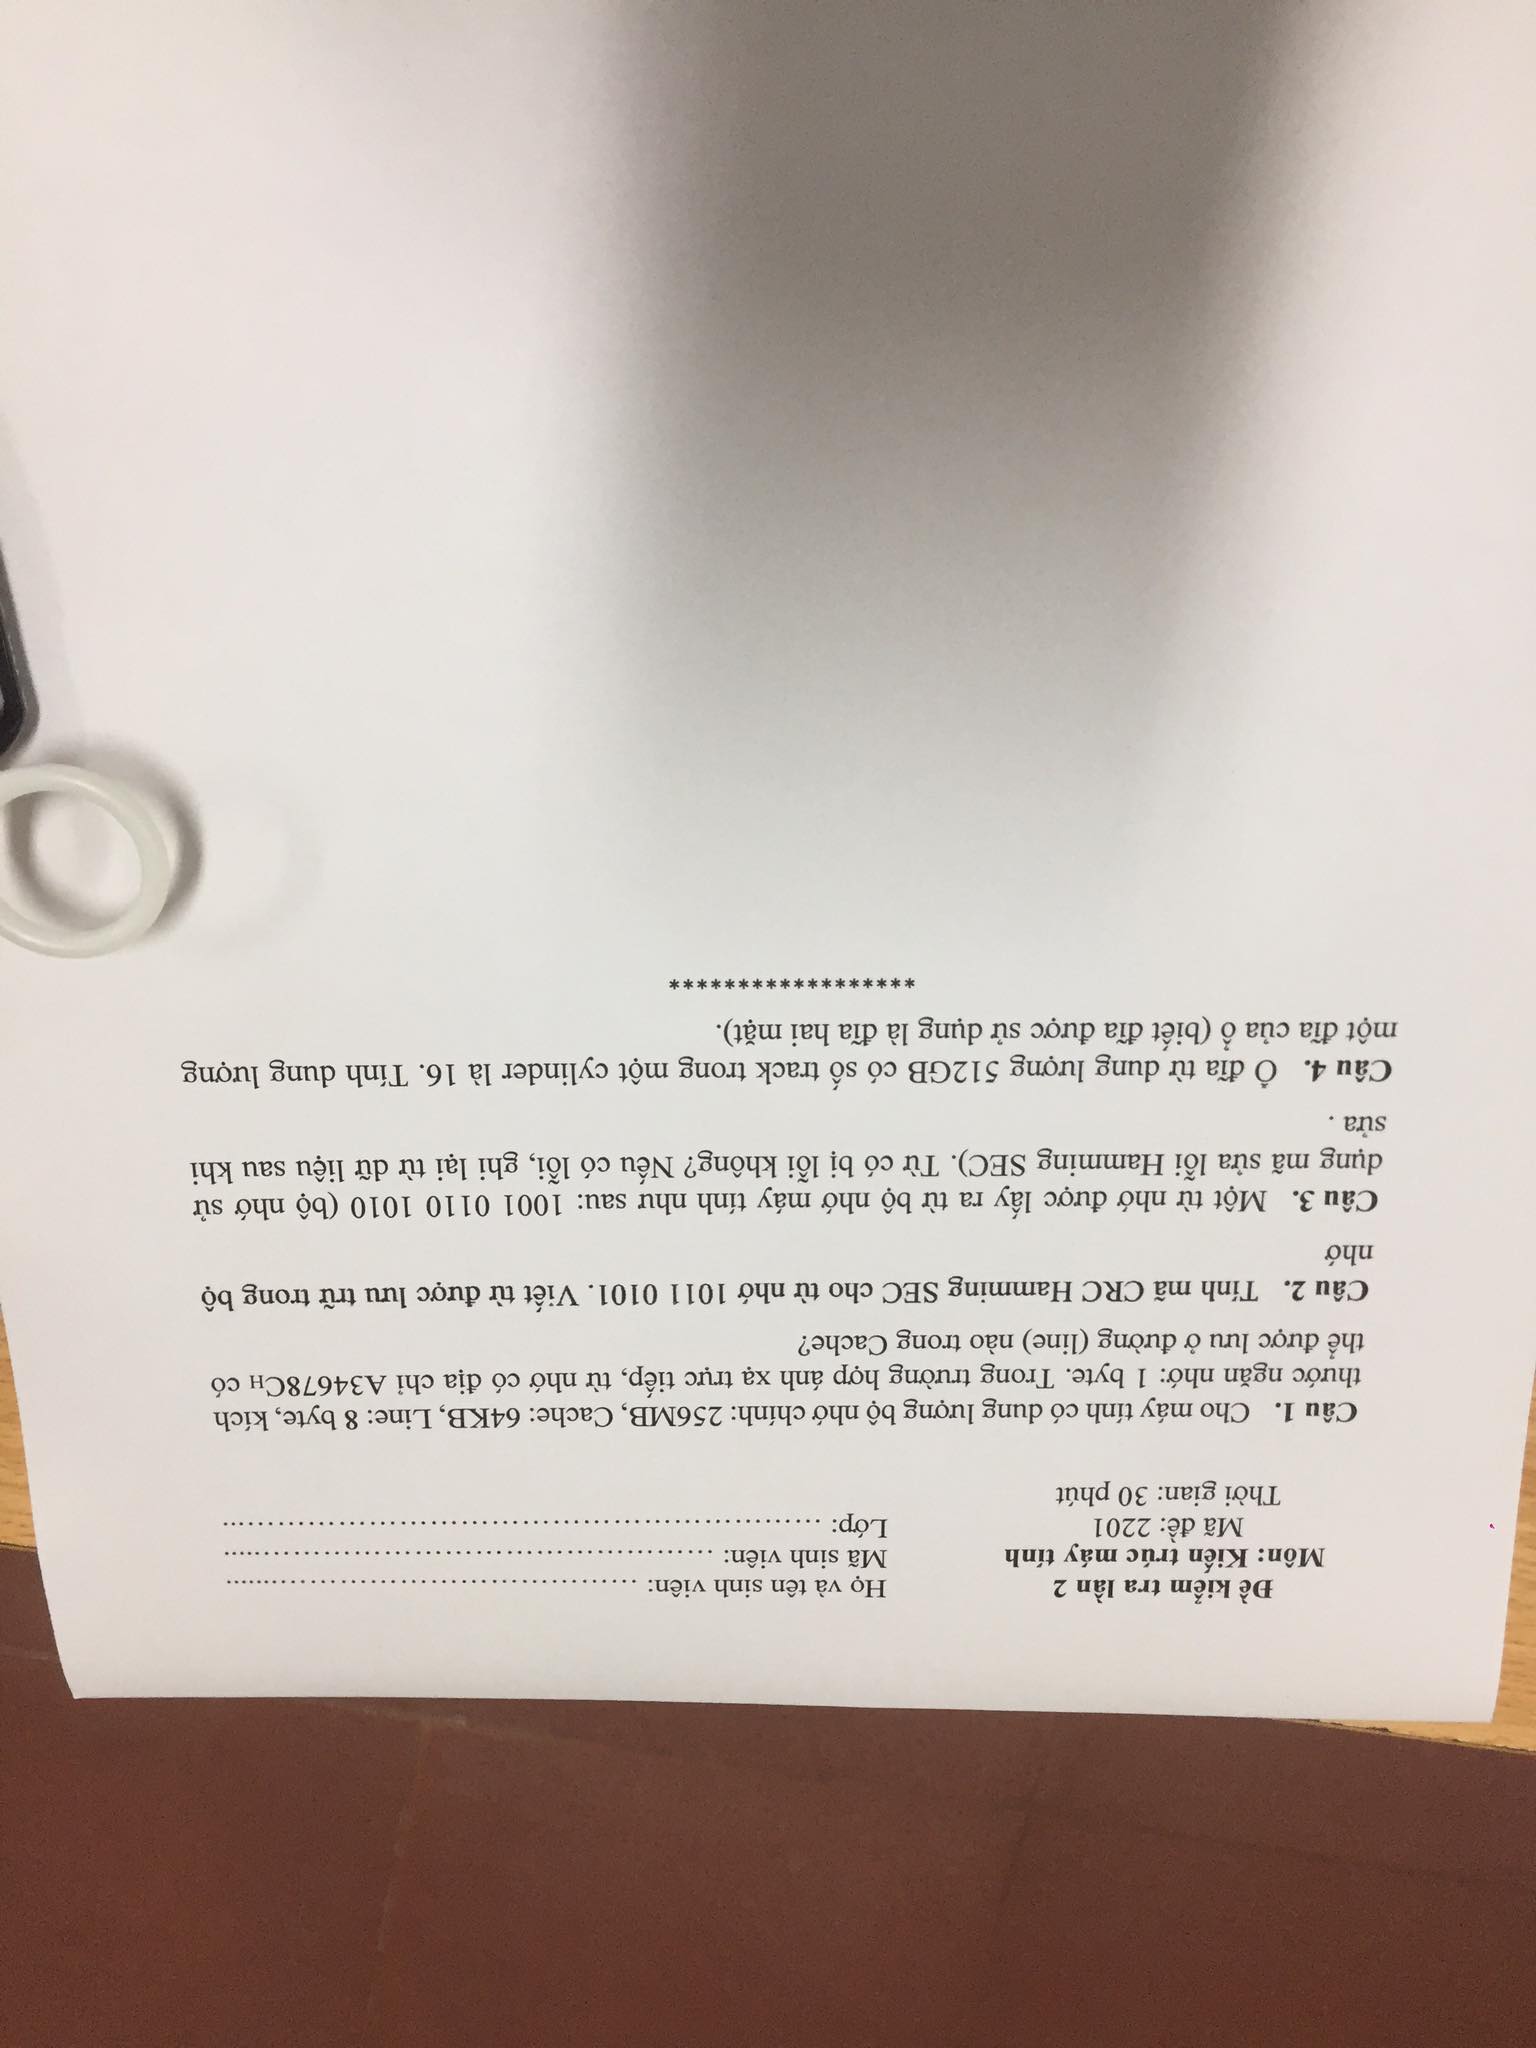 Đề kiểm tra lần 2
Môn: Kiến trúc máy tính
Mã đề: 2201
Thời gian: 30 phút
Họ và tên sinh viên: ............................................
Mã sinh viên: ....................................................
Lớp: ...............................................................
Câu 1. Cho máy tính có dung lượng bộ nhớ chính: 256MB, Cache: 64KB, Line: 8 byte, kích
thước ngăn nhớ: 1 byte. Trong trường hợp ánh xạ trực tiếp, từ nhớ có địa chỉ A34678CH có
thể được lưu ở đường (line) nào trong Cache?
Câu 2. Tính mã CRC Hamming SEC cho từ nhớ 1011 0101. Viết từ được lưu trữ trong bộ
nhớ
Câu 3. Một từ nhớ được lấy ra từ bộ nhớ máy tính như sau: 1001 0110 1010 (bộ nhớ sử
dụng mã sửa lỗi Hamming SEC). Từ có bị lỗi không? Nếu có lỗi, ghi lại từ dữ liệu sau khi
sửa .
Câu 4. Ổ đĩa từ dung lượng 512GB có số track trong một cylinder là 16. Tính dung lượng
một đĩa của ổ (biết đĩa được sử dụng là đĩa hai mặt).
******************